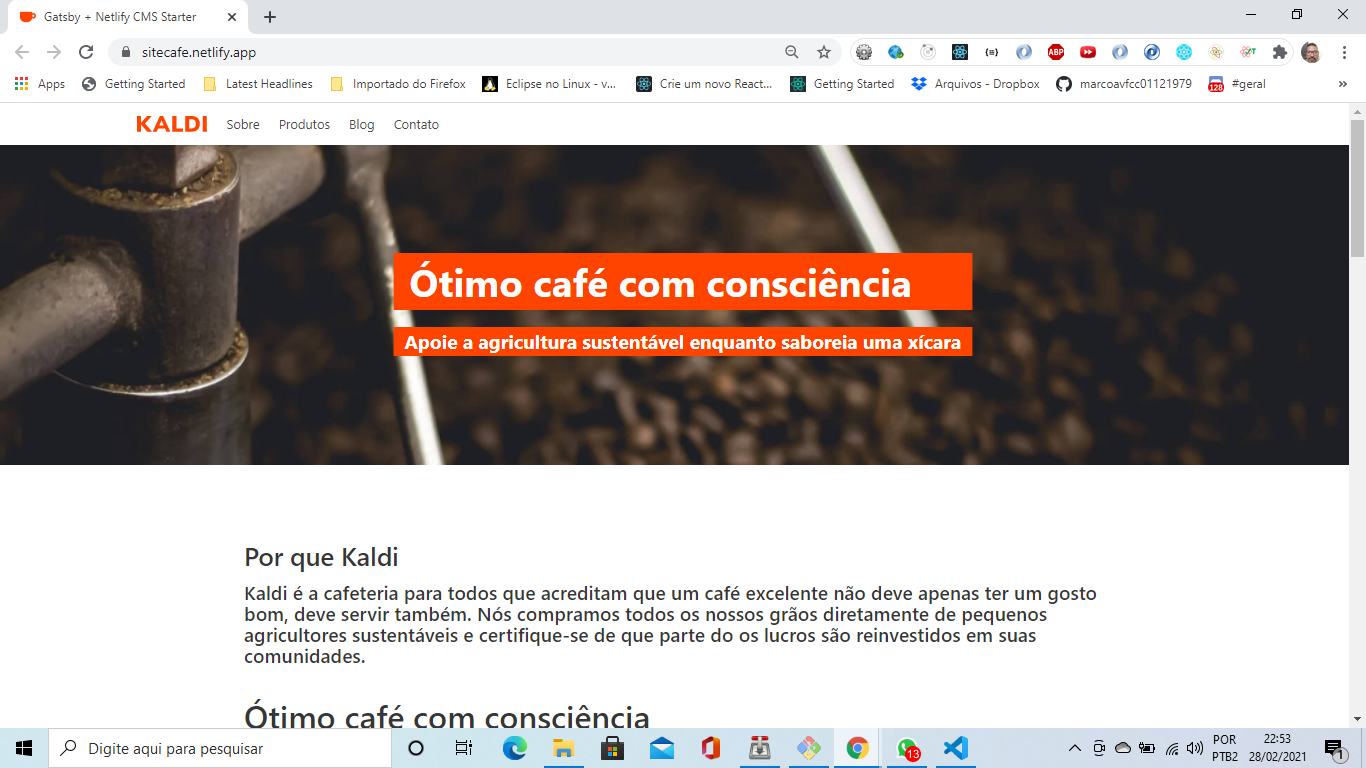 Gatsby + Netlify CMS Starter
sitecafe.netlify.app
ABP
Apps
Getting Started
Latest Headlines
Importado do Firefox
Eclipse no Linux - v...
Crie um novo React...
Getting Started
Arquivos - Dropbox
marcoavfcc01121979
128
#geral
KALDI
Sobre
Produtos
Blog
Contato
Ótimo café com consciência
Apoie a agricultura sustentável enquanto saboreia uma xícara
Por que Kaldi
Kaldi é a cafeteria para todos que acreditam que um café excelente não deve apenas ter um gosto
bom, deve servir também. Nós compramos todos os nossos grãos diretamente de pequenos
agricultores sustentáveis e certifique-se de que parte do os lucros são reinvestidos em suas
comunidades.
Ótimo café com consciência
Digite aqui para pesquisar
13
POR
PTB2
22:53
28/02/2021
1